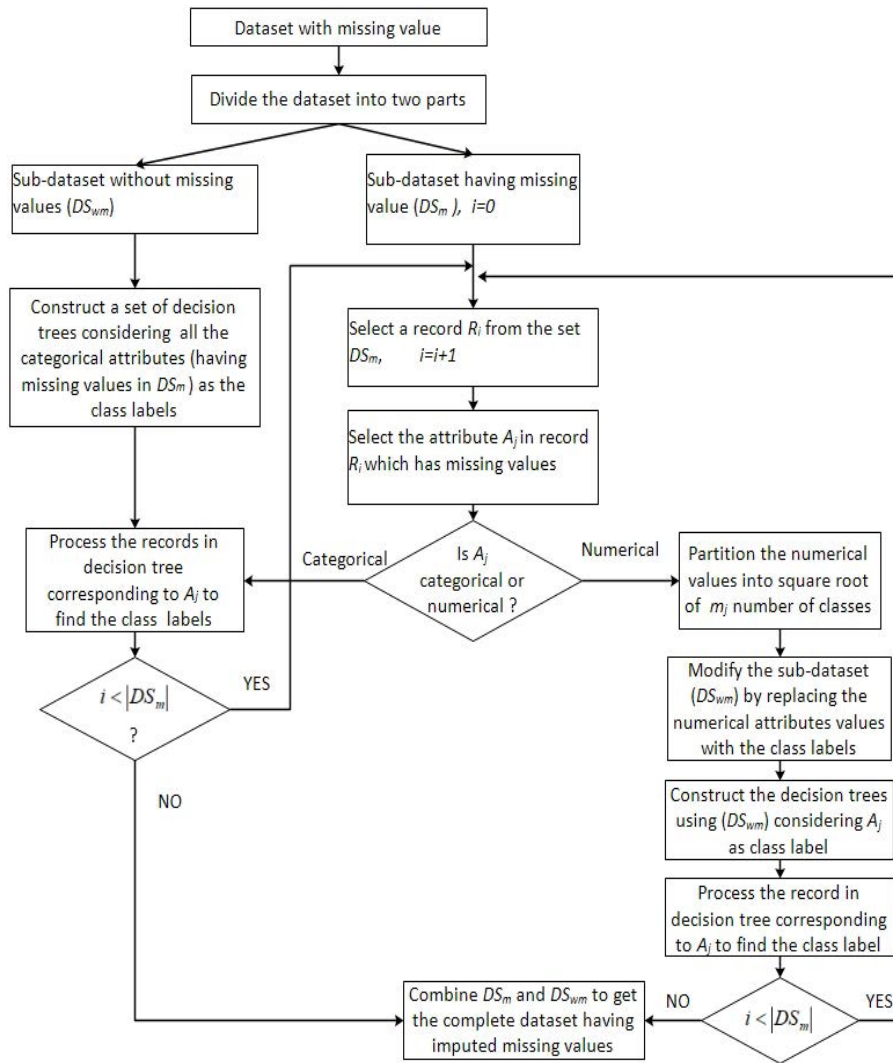 Dataset with missing value
Divide the dataset into two parts
Sub-dataset without missing
values (DSwm)
Sub-dataset having missing
value (DSm ), i=0
Construct a set of decision
trees considering all the
categorical attributes (having
missing values in DSm ) as the
class labels
Select a record Ri from the set
DSm, i=i+1
Select the attribute Aj in record
Ri which has missing values
Process the records in
decision tree
corresponding to Aj to
find the class labels
Categorical
Is Aj
categorical or
numerical ?
Numerical
Partition the numerical
values into square root
of mj number of classes
i < |DSm|
?
YES
NO
Modify the sub-dataset
(DSwm) by replacing the
numerical attributes values
with the class labels
Construct the decision trees
using (DSwm) considering Aj
as class label
Process the record in
decision tree corresponding
to Aj to find the class label
Combine DSm and DSwm to get
the complete dataset having
imputed missing values
NO
i < |DSm|
YES